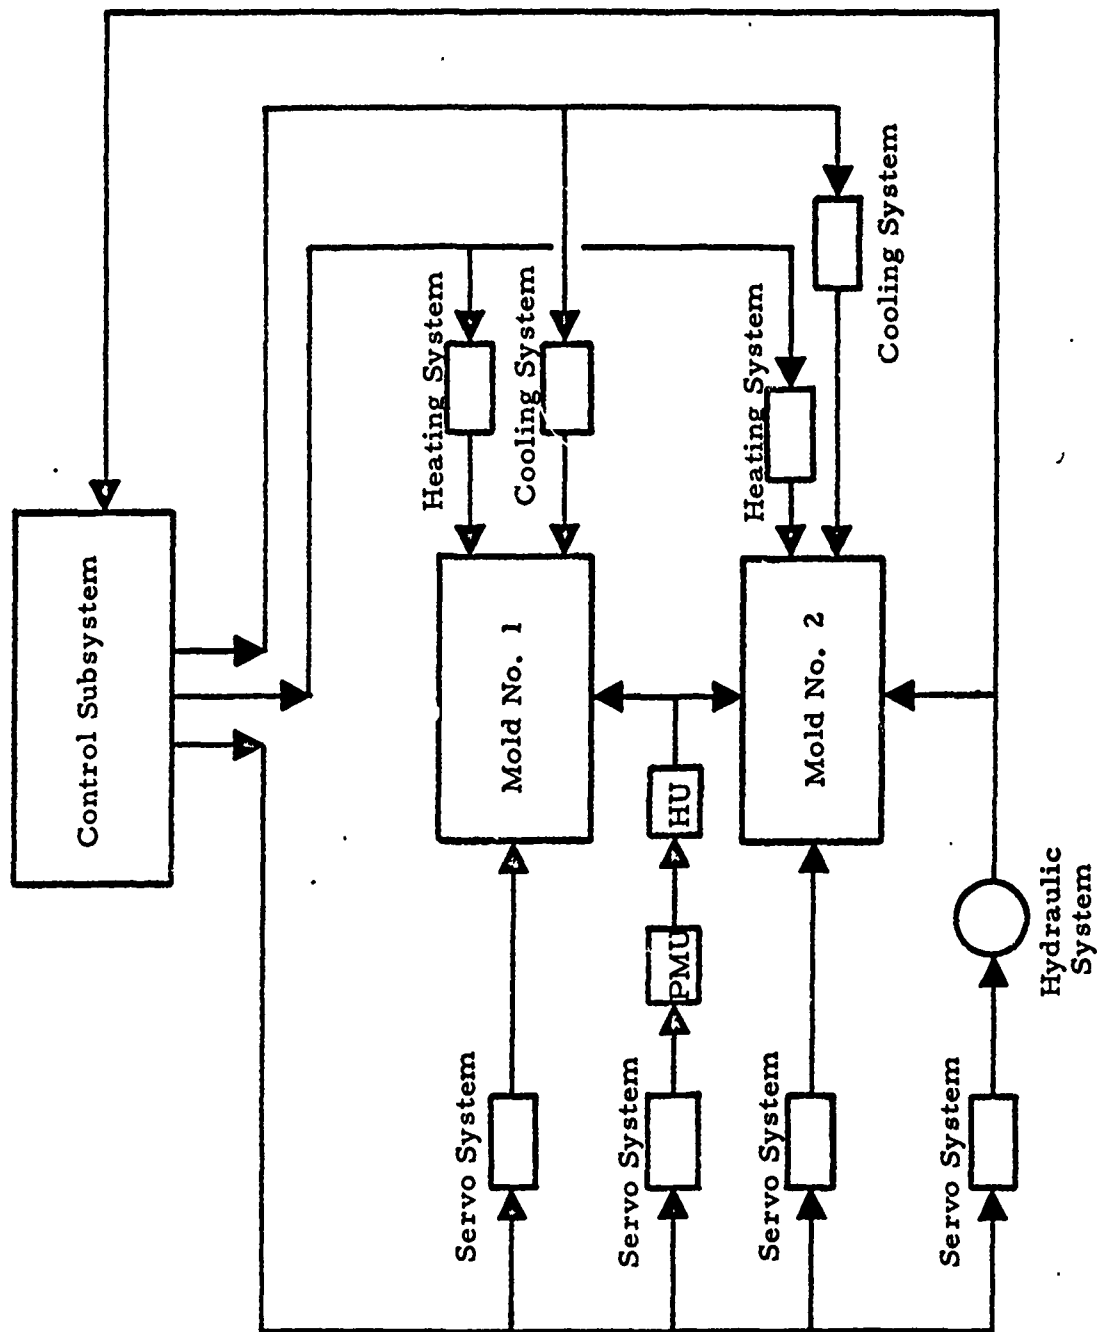 Control Subsystem
Heating System
Cooling System
Heating System
Cooling System
Mold No. 1
Mold No. 2
HU
PMU
Servo System
Servo System
Servo System
Servo System
Hydraulic
System